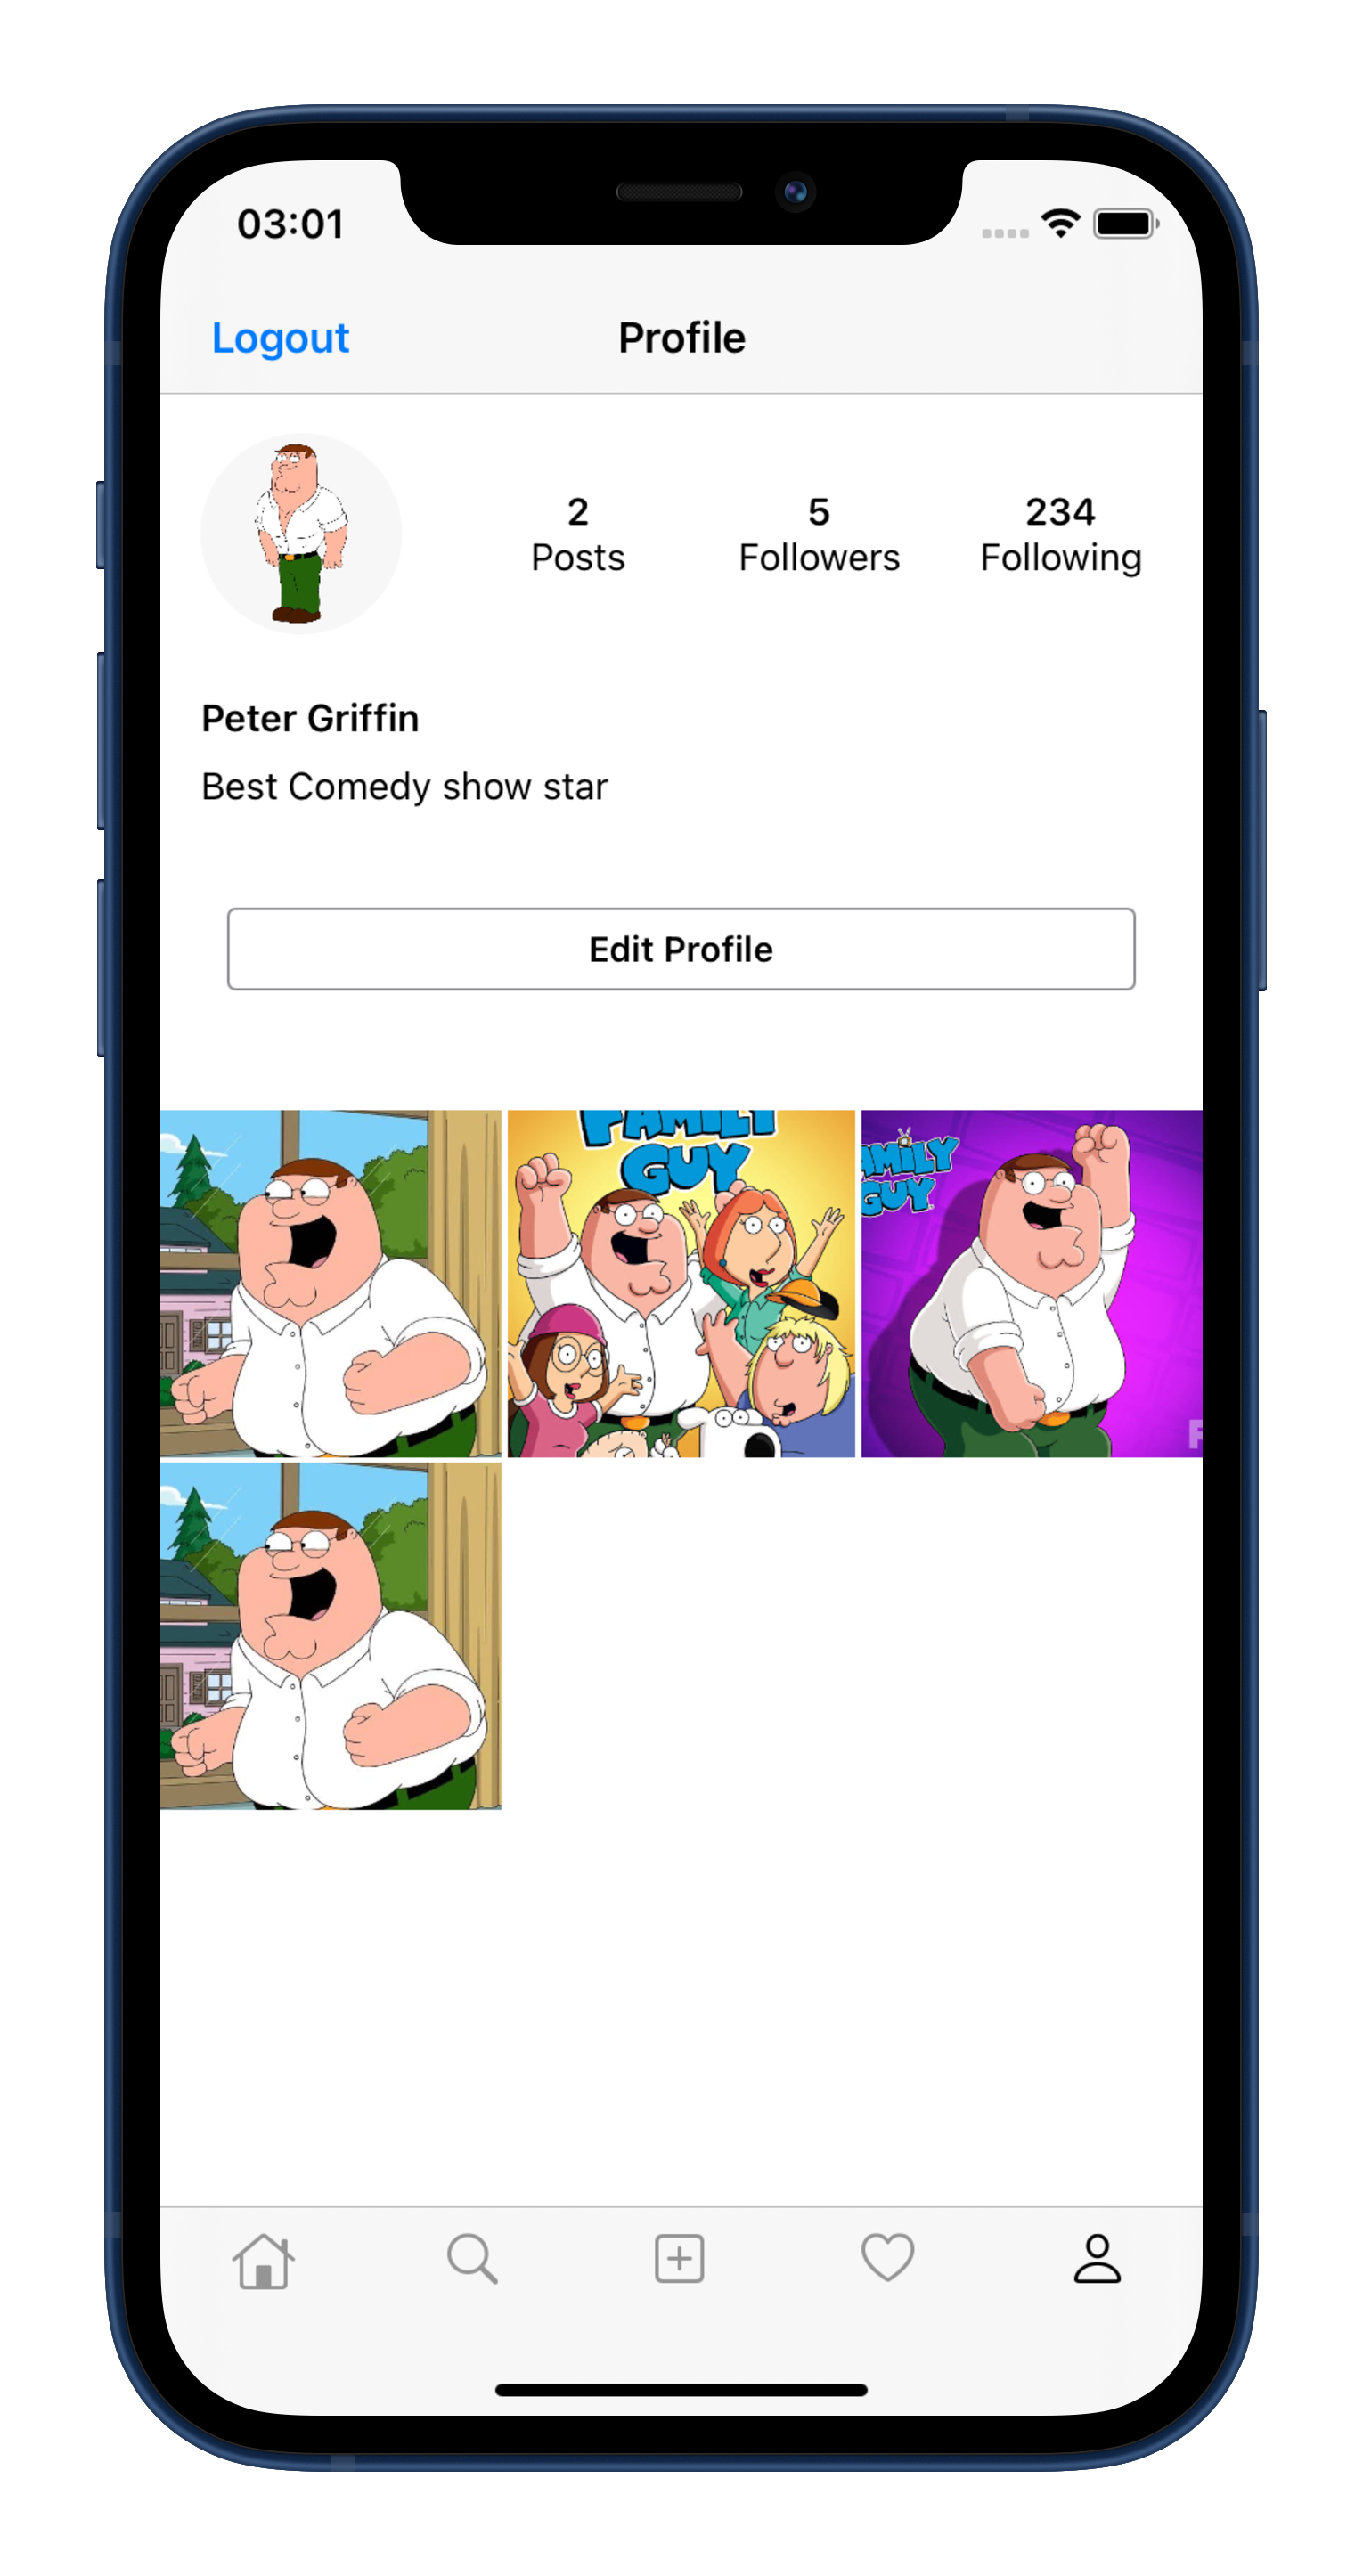 03:01
Logout
Profile
2
5
234
Posts
Followers
Following
Peter Griffin
Best Comedy show star
Edit Profile
FAMILY
GUY
AMILY
GUY
F